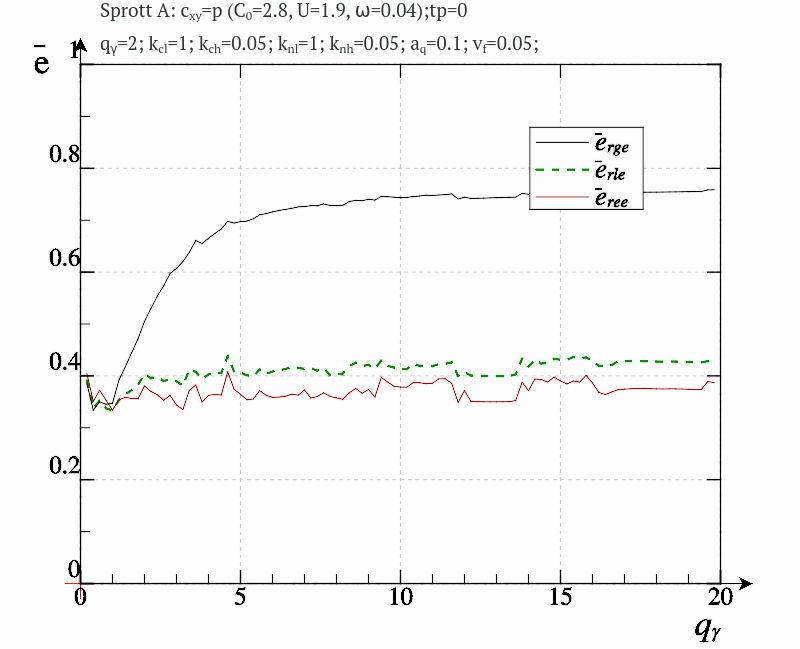 Sprott A: cxy=p (C0=2.8, U=1.9, ω=0.04);tp=0
qγ=2; kcl=1; kch=0.05; knl=1; knh=0.05; aq=0.1; vf=0.05;
ē
1
0.8
0.6
0.4
0.2
0
ērge
ērle
ēree
0 5 10 15 20
qγ